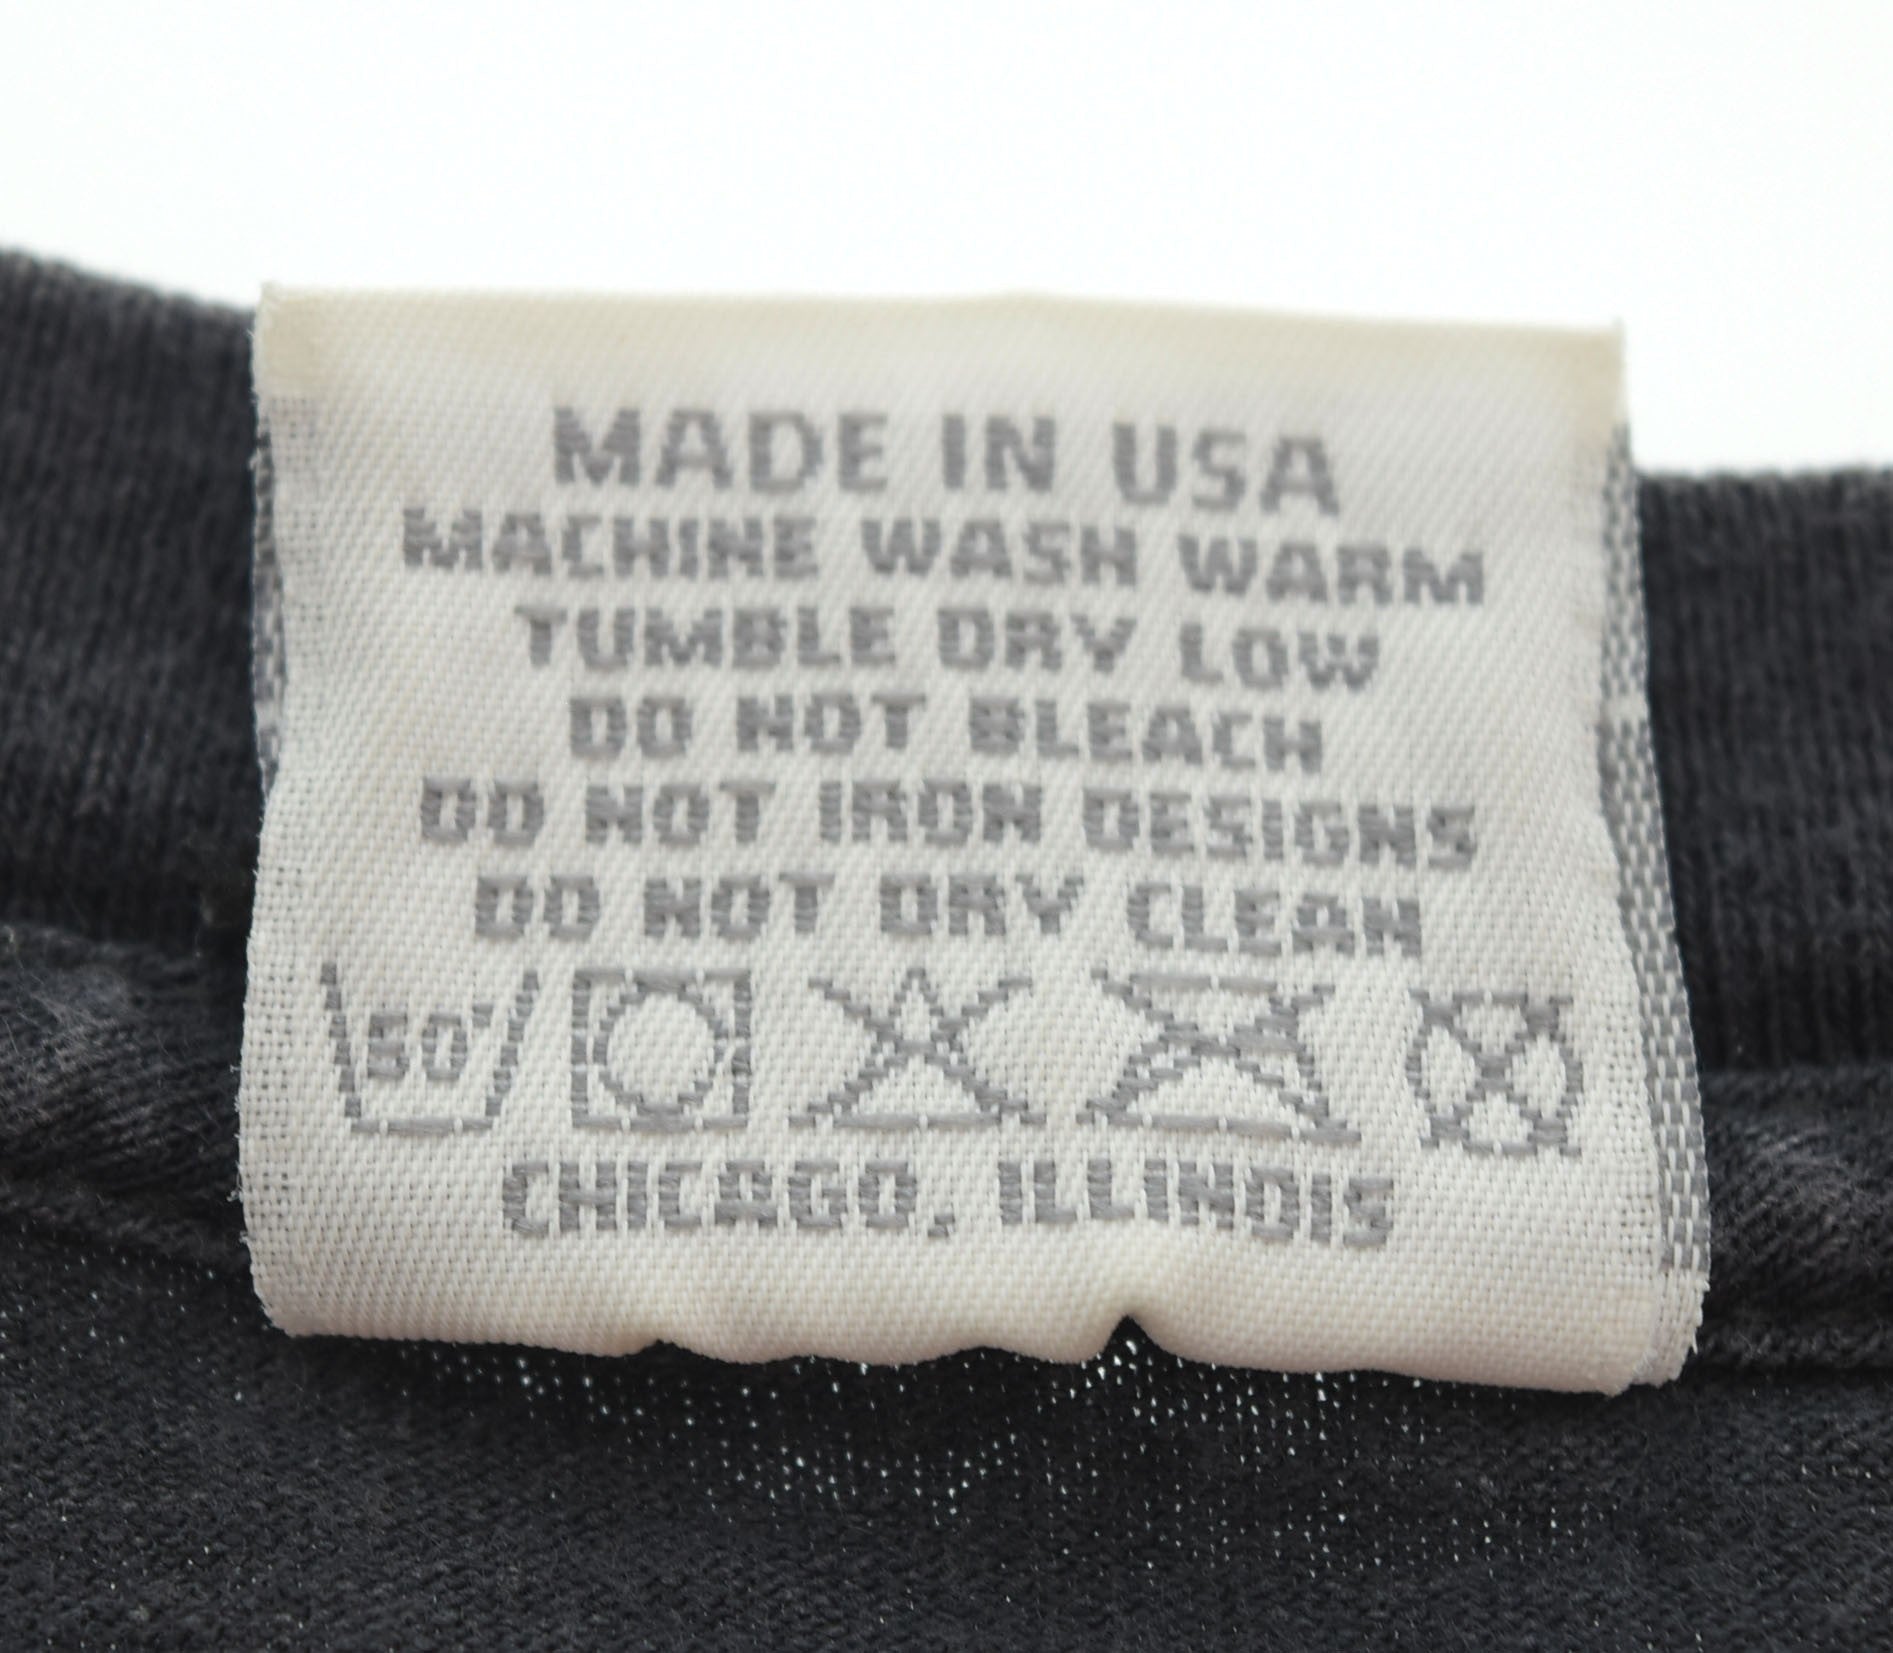 MADE IN USA
MACHINE WASH WARM
TUMBLE DRY LOW
DO NOT BLEACH
DO NOT IRON DESIGNS
DO NOT DRY CLEAN
50°
CHICAGO, ILLINOIS